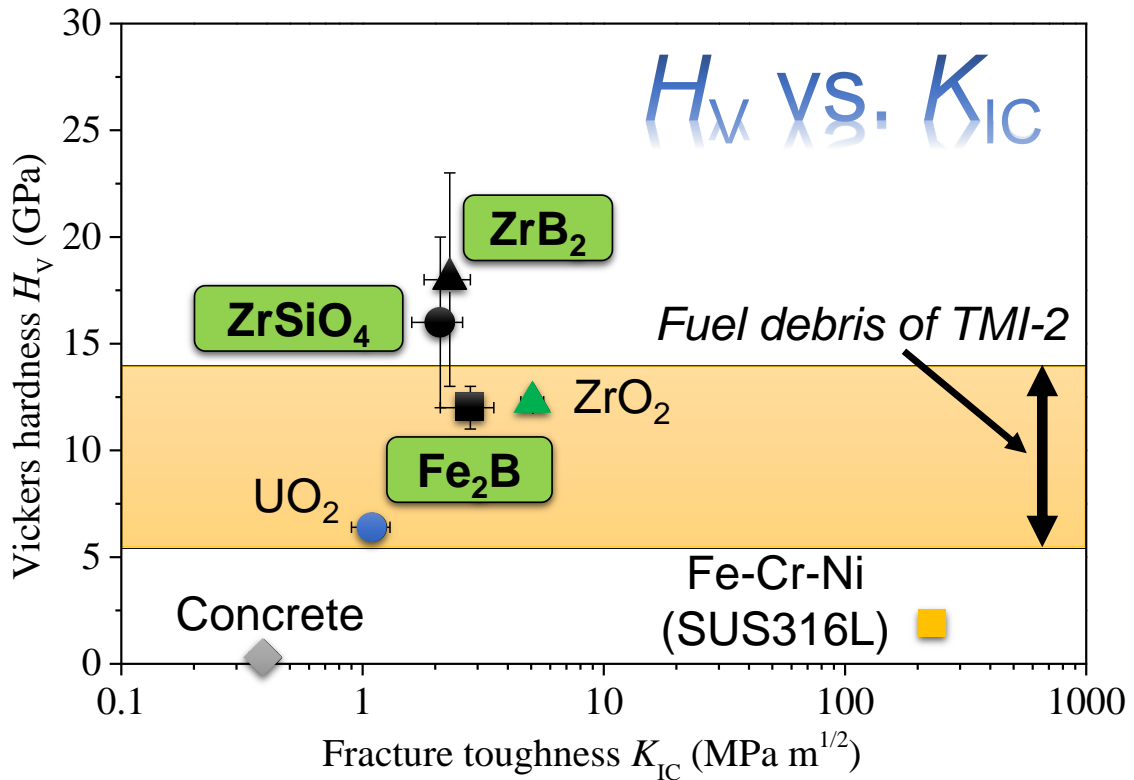 H_V vs. K_IC
Vickers hardness H_V (GPa)
30
25
20
15
10
5
0
ZrB₂
ZrSiO₄
Fuel debris of TMI-2
ZrO₂
Fe₂B
UO₂
Fe-Cr-Ni
(SUS316L)
Concrete
0.1 1 10 100 1000
Fracture toughness K_IC (MPa m^1/2)